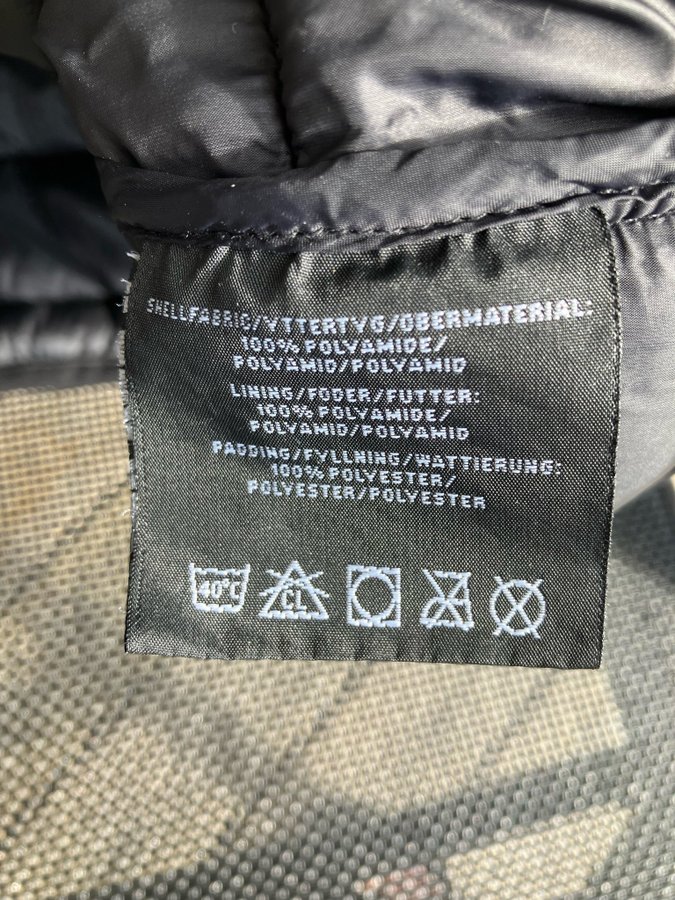 SHELLFABRIC/YTTERTYG/OBERMATERIAL:
100% POLYAMIDE/
POLYAMID/POLYAMID
LINING/FODER/FUTTER:
100% POLYAMIDE/
POLYAMID/POLYAMID
PADDING/FYLLNING/WATTIERUNG:
100% POLYESTER/
POLYESTER/POLYESTER
40°C CL